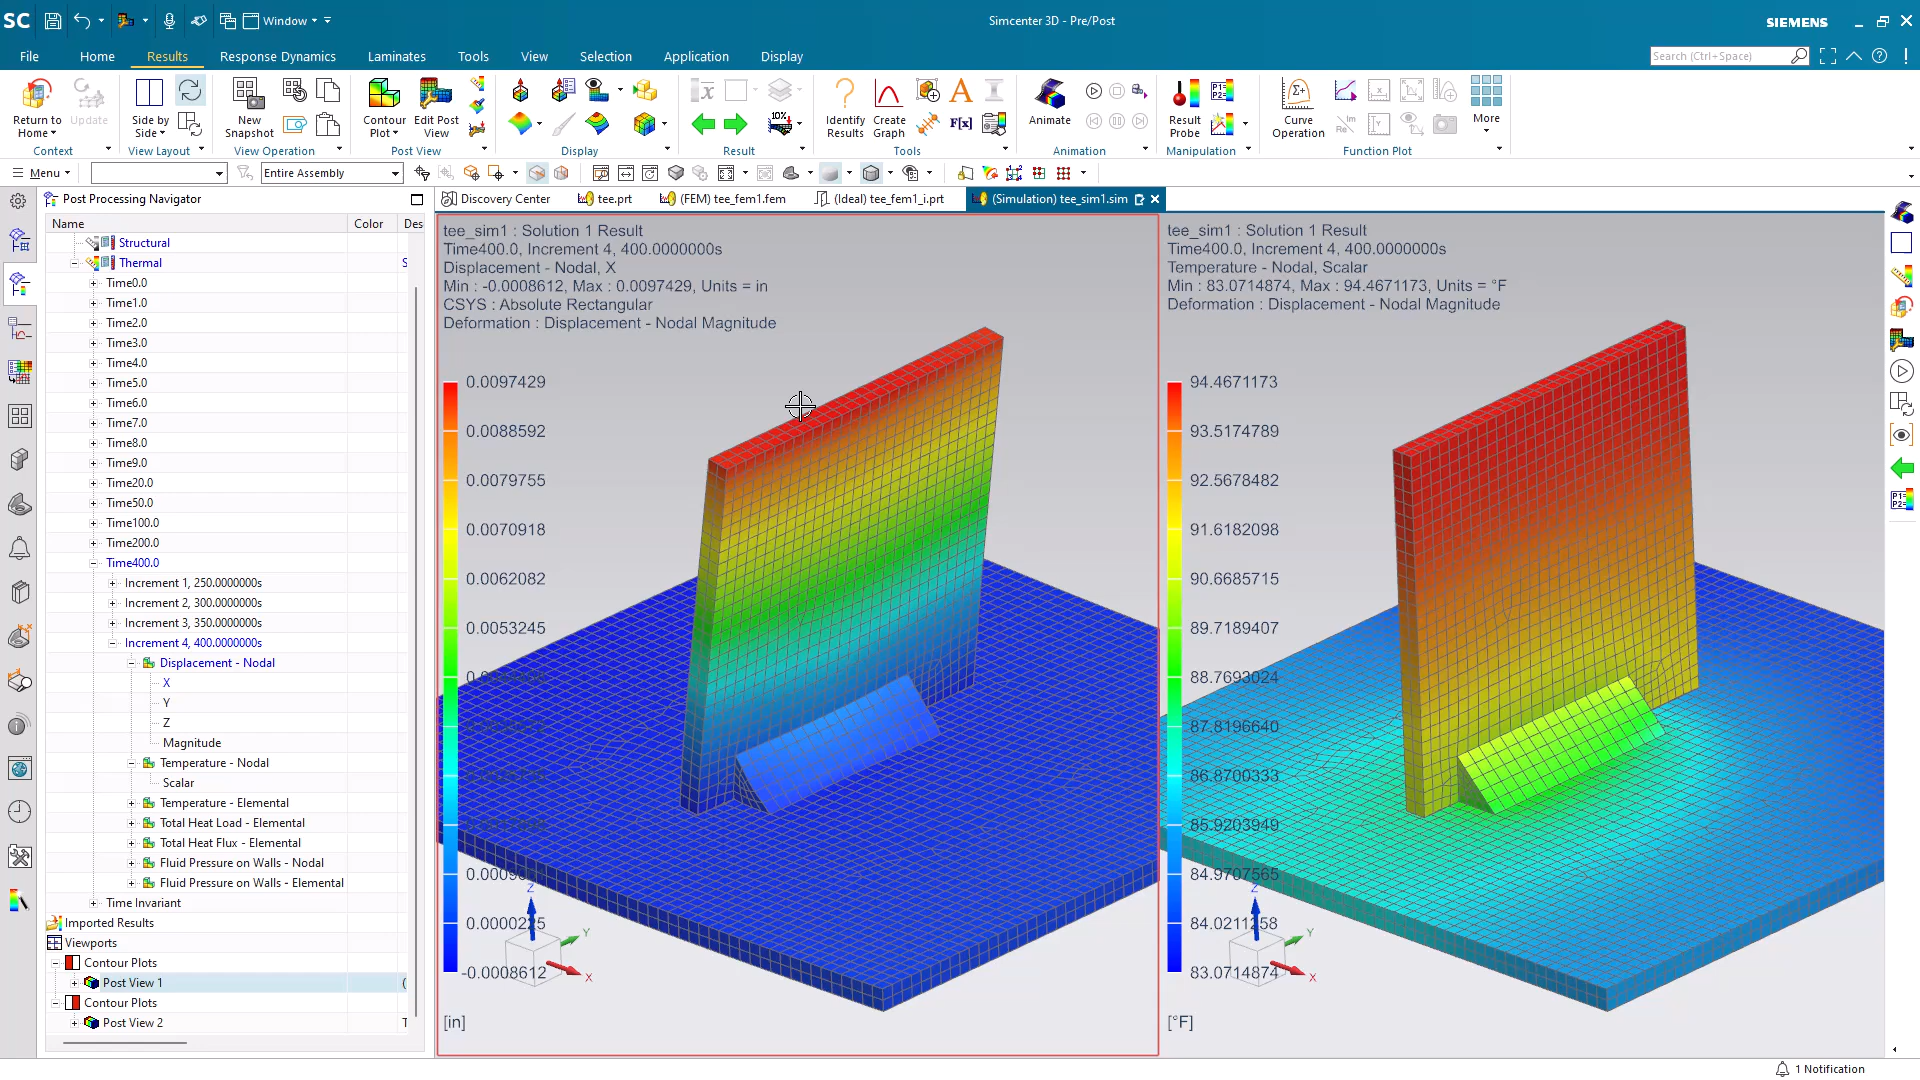 SC
Window
Simcenter 3D - Pre/Post
SIEMENS
File Home Results Response Dynamics Laminates Tools View Selection Application Display
Search (Ctrl+Space)
Return to Home
Update
Side by Side
New Snapshot
Contour Plot
Edit Post View
10%
Identify Results
Create Graph
F[x]
Animate
Result Probe
P1=
P2=
Curve Operation
More
Context View Layout View Operation Post View Display Result Tools Animation Manipulation Function Plot
Menu
Entire Assembly
Post Processing Navigator
Discovery Center
tee.prt
(FEM) tee_fem1.fem
(Ideal) tee_fem1_i.prt
(Simulation) tee_sim1.sim
Name Color Des
Structural
Thermal S
Time0.0
Time1.0
Time2.0
Time3.0
Time4.0
Time5.0
Time6.0
Time7.0
Time8.0
Time9.0
Time20.0
Time50.0
Time100.0
Time200.0
Time400.0
Increment 1, 250.0000000s
Increment 2, 300.0000000s
Increment 3, 350.0000000s
Increment 4, 400.0000000s
Displacement - Nodal
X
Y
Z
Magnitude
Temperature - Nodal
Scalar
Temperature - Elemental
Total Heat Load - Elemental
Total Heat Flux - Elemental
Fluid Pressure on Walls - Nodal
Fluid Pressure on Walls - Elemental
Time Invariant
Imported Results
Viewports
Contour Plots
Post View 1 (
Contour Plots
Post View 2 T
tee_sim1 : Solution 1 Result
Time400.0, Increment 4, 400.0000000s
Displacement - Nodal, X
Min : -0.0008612, Max : 0.0097429, Units = in
CSYS : Absolute Rectangular
Deformation : Displacement - Nodal Magnitude
0.0097429
0.0088592
0.0079755
0.0070918
0.0062082
0.0053245
0.0000225
-0.0008612
Z
Y
X
[in]
tee_sim1 : Solution 1 Result
Time400.0, Increment 4, 400.0000000s
Temperature - Nodal, Scalar
Min : 83.0714874, Max : 94.4671173, Units = °F
Deformation : Displacement - Nodal Magnitude
94.4671173
93.5174789
92.5678482
91.6182098
90.6685715
89.7189407
88.7693024
87.8196640
86.8700333
85.9203949
84.9707565
84.0211258
83.0714874
Z
Y
X
[°F]
P1=
P2=
1 Notification